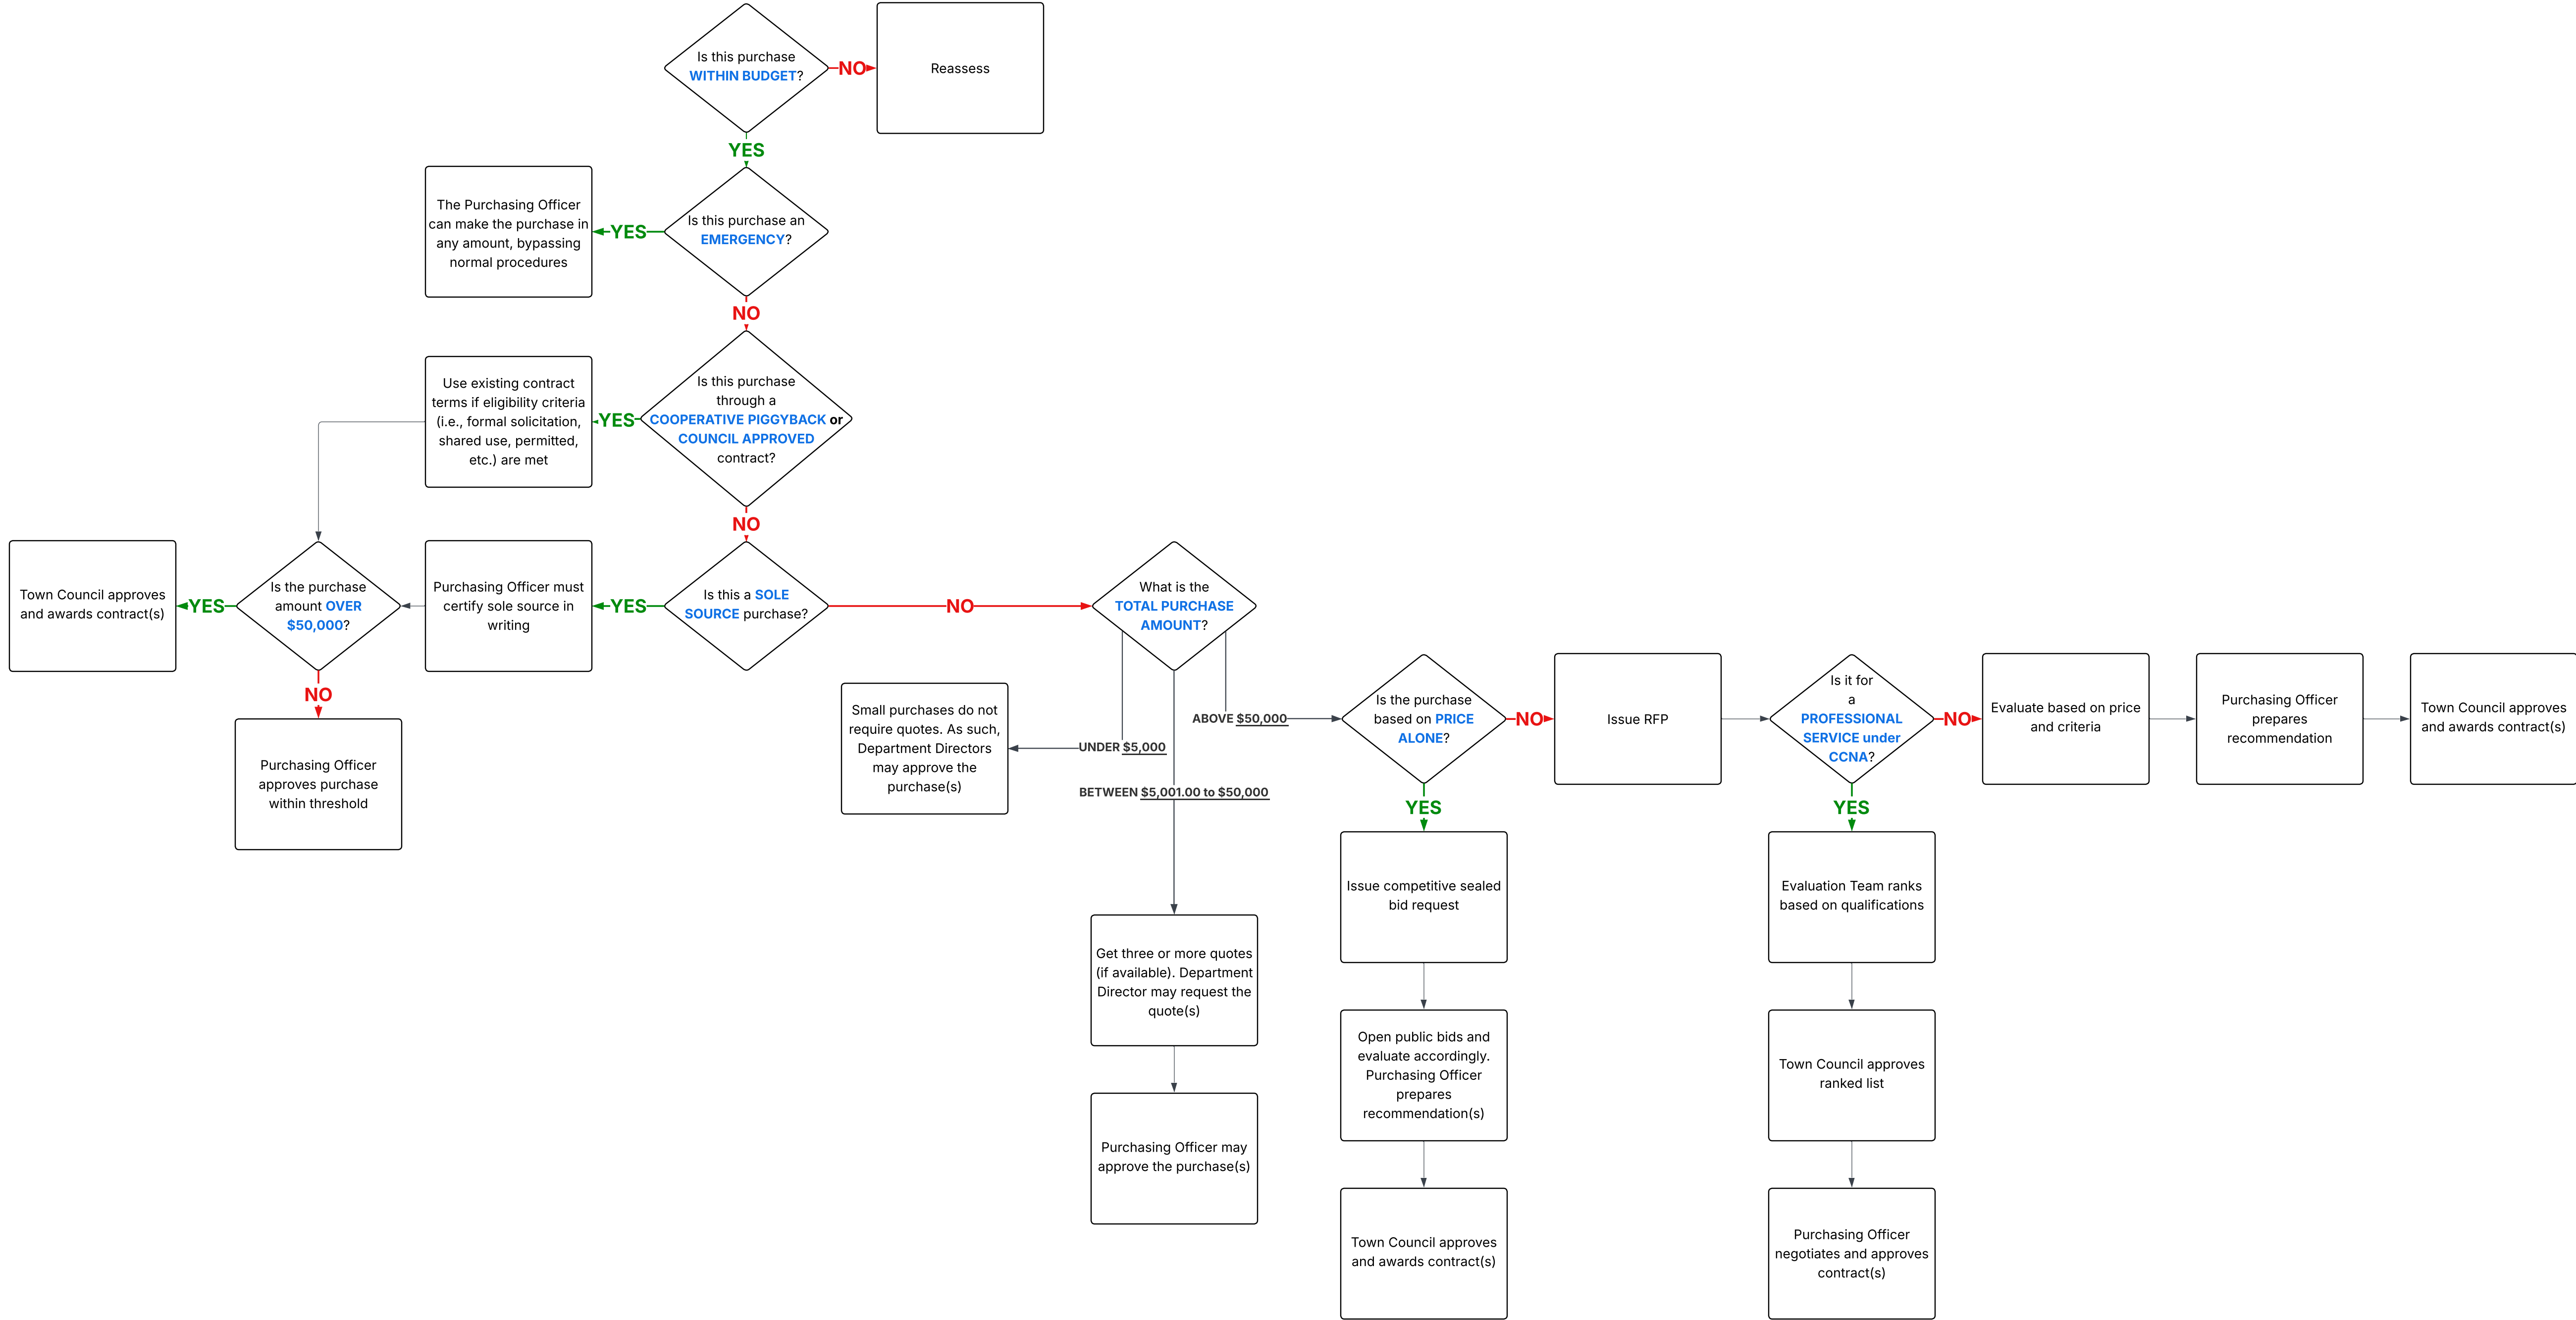 Is this purchase
WITHIN BUDGET?
NO
Reassess
YES
The Purchasing Officer
can make the purchase in
any amount, bypassing
normal procedures
YES
Is this purchase an
EMERGENCY?
NO
Use existing contract
terms if eligibility criteria
(i.e., formal solicitation,
shared use, permitted,
etc.) are met
YES
Is this purchase
through a
COOPERATIVE PIGGYBACK or
COUNCIL APPROVED
contract?
NO
Town Council approves
and awards contract(s)
YES
Is the purchase
amount OVER
$50,000?
Purchasing Officer must
certify sole source in
writing
YES
Is this a SOLE
SOURCE purchase?
NO
What is the
TOTAL PURCHASE
AMOUNT?
NO
Purchasing Officer
approves purchase
within threshold
Small purchases do not
require quotes. As such,
Department Directors
may approve the
purchase(s)
UNDER $5,000
ABOVE $50,000
BETWEEN $5,001.00 to $50,000
Get three or more quotes
(if available). Department
Director may request the
quote(s)
Purchasing Officer may
approve the purchase(s)
Is the purchase
based on PRICE
ALONE?
NO
Issue RFP
YES
Issue competitive sealed
bid request
Open public bids and
evaluate accordingly.
Purchasing Officer
prepares
recommendation(s)
Town Council approves
and awards contract(s)
Is it for
a
PROFESSIONAL
SERVICE under
CCNA?
NO
Evaluate based on price
and criteria
Purchasing Officer
prepares
recommendation
Town Council approves
and awards contract(s)
YES
Evaluation Team ranks
based on qualifications
Town Council approves
ranked list
Purchasing Officer
negotiates and approves
contract(s)